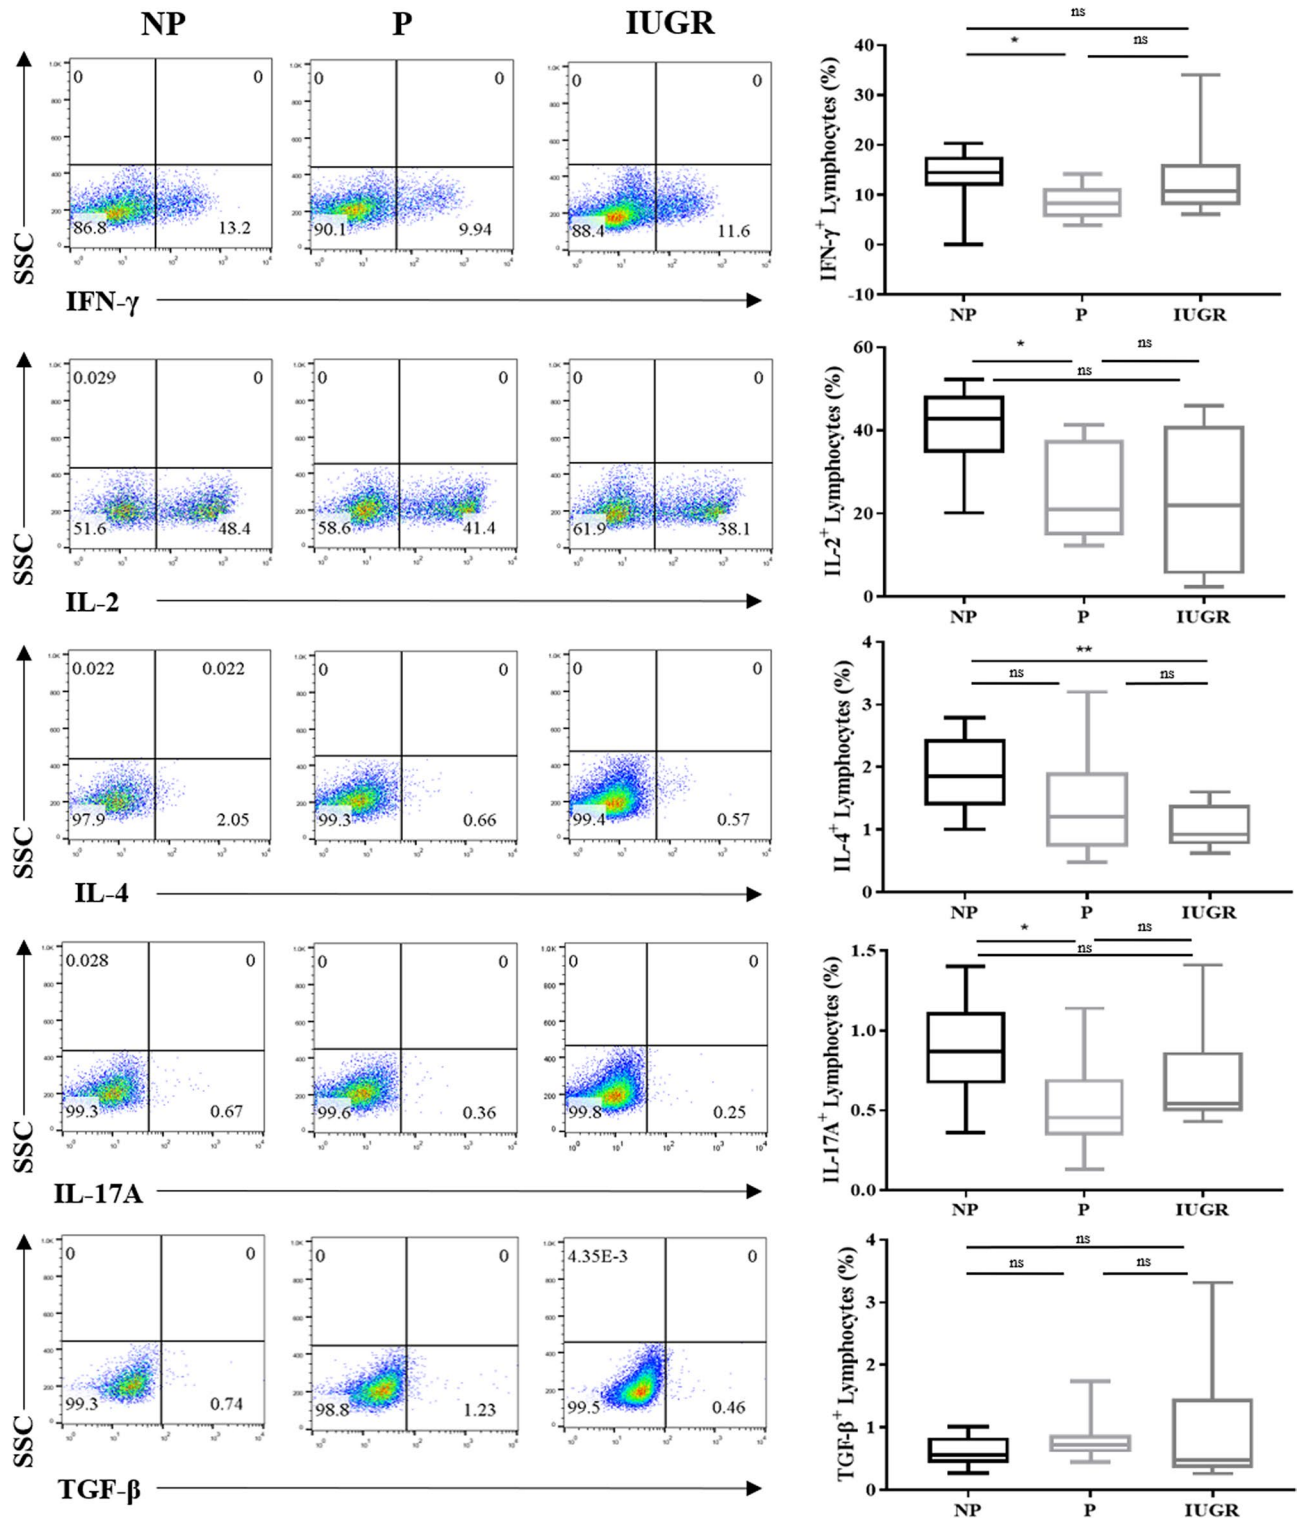 NP P IUGR
SSC
0 0 0 0 0 0
86.8 13.2 90.1 9.94 88.4 11.6
IFN-γ
ns
* ns
IFN-γ+ Lymphocytes (%)
40
30
20
10
0
-10
NP P IUGR
SSC
0.029 0 0 0 0 0
51.6 48.4 58.6 41.4 61.9 38.1
IL-2
* ns
ns
IL-2+ Lymphocytes (%)
60
40
20
0
NP P IUGR
SSC
0.022 0.022 0 0 0 0
97.9 2.05 99.3 0.66 99.4 0.57
IL-4
**
ns ns
IL-4+ Lymphocytes (%)
4
3
2
1
0
NP P IUGR
SSC
0.028 0 0 0 0 0
99.3 0.67 99.6 0.36 99.8 0.25
IL-17A
* ns
ns
IL-17A+ Lymphocytes (%)
1.5
1.0
0.5
0.0
NP P IUGR
SSC
0 0 0 0 4.35E-3 0
99.3 0.74 98.8 1.23 99.5 0.46
TGF-β
ns
ns ns
TGF-β+ Lymphocytes (%)
4
3
2
1
0
NP P IUGR